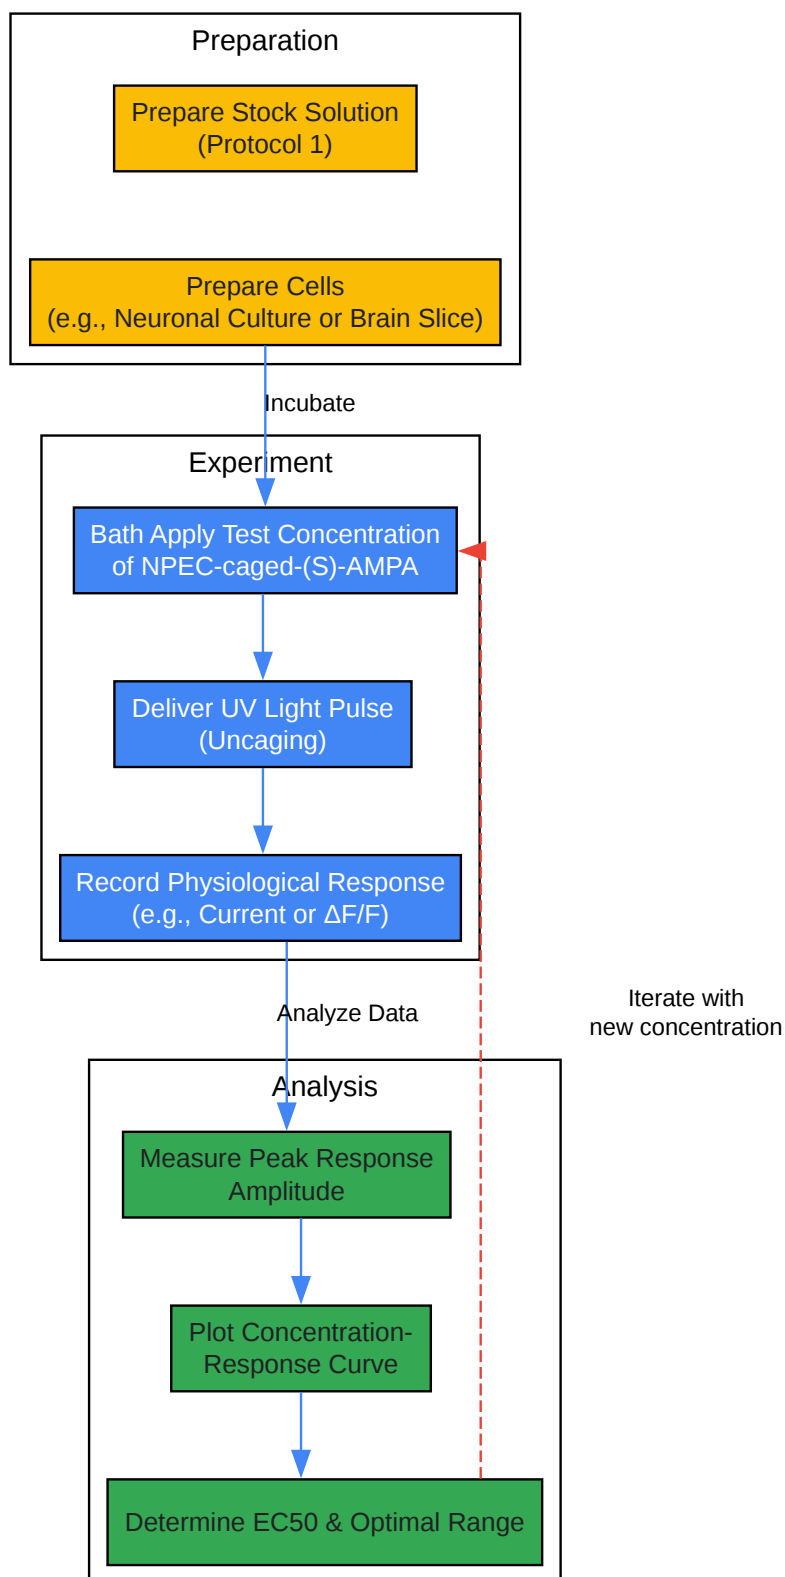 Preparation
Prepare Stock Solution
(Protocol 1)
Prepare Cells
(e.g., Neuronal Culture or Brain Slice)
Incubate
Experiment
Bath Apply Test Concentration
of NPEC-caged-(S)-AMPA
Deliver UV Light Pulse
(Uncaging)
Record Physiological Response
(e.g., Current or ΔF/F)
Analyze Data
Iterate with
new concentration
Analysis
Measure Peak Response
Amplitude
Plot Concentration-
Response Curve
Determine EC50 & Optimal Range